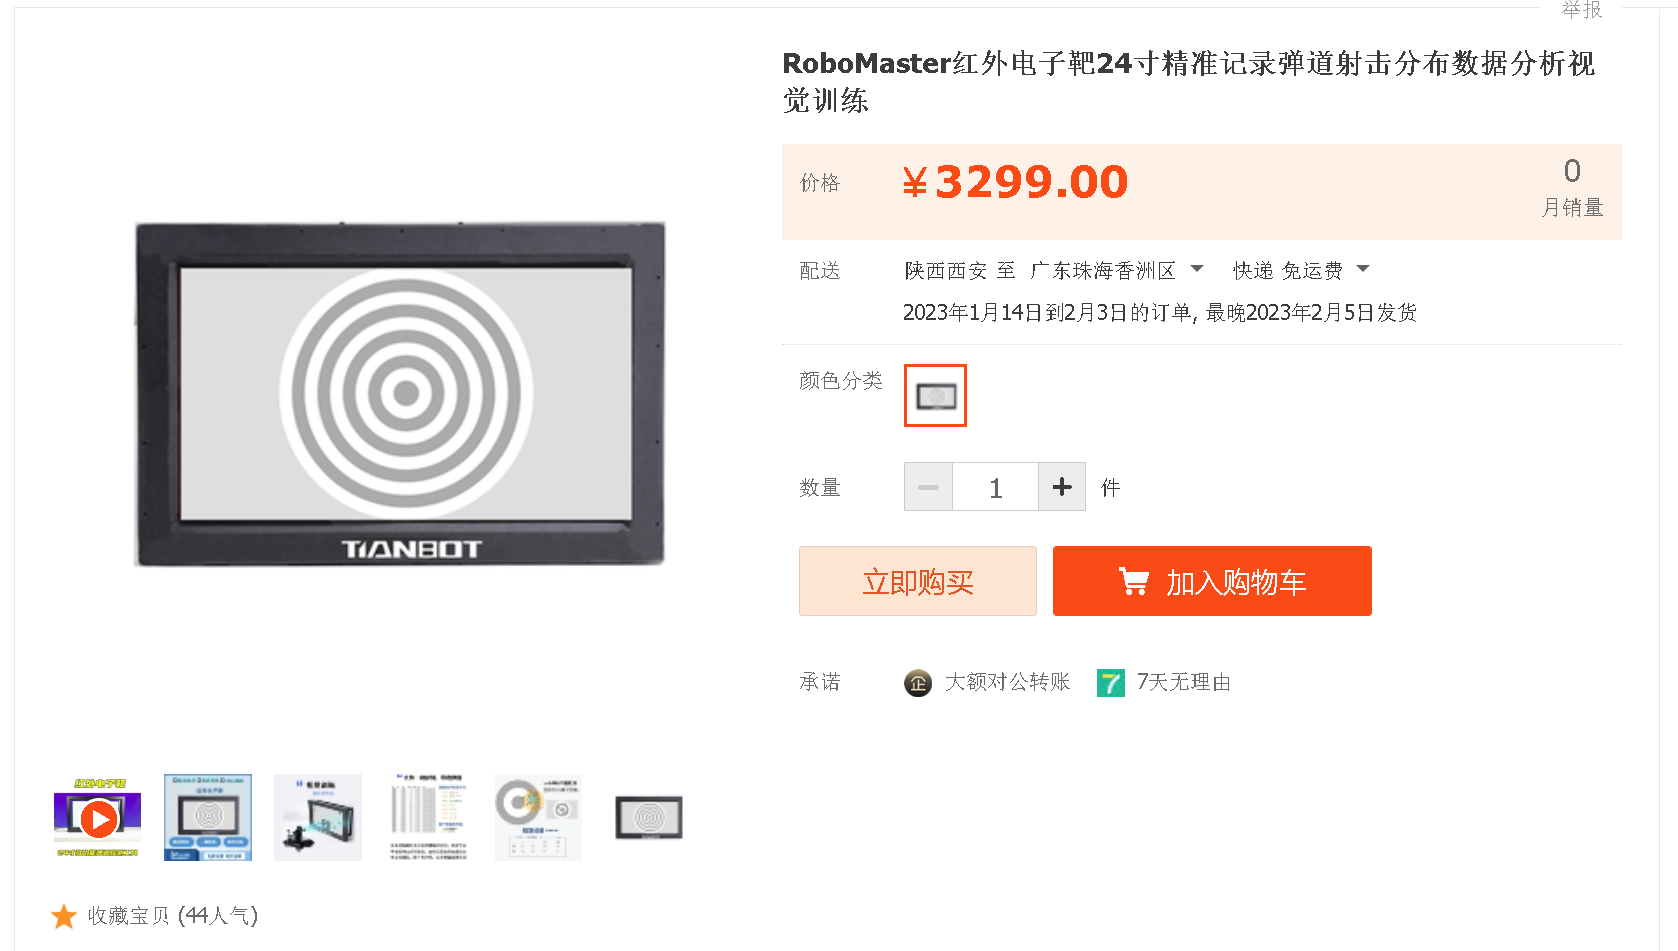 举报
RoboMaster红外电子靶24寸精准记录弹道射击分布数据分析视
觉训练
价格
¥3299.00
0
月销量
配送
陕西西安 至 广东珠海香洲区
快递 免运费
2023年1月14日到2月3日的订单, 最晚2023年2月5日发货
颜色分类
数量
1
件
立即购买
加入购物车
承诺
企 大额对公转账
7 7天无理由
TIANBOT
红外电子靶
收藏宝贝 (44人气)